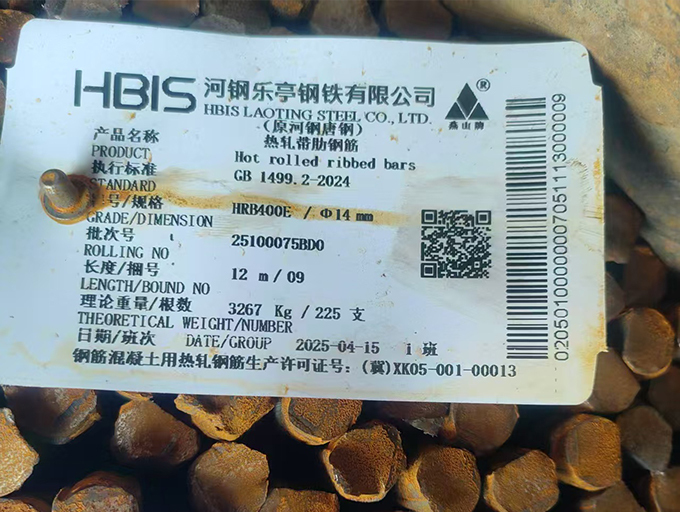 HBIS 河钢乐亭钢铁有限公司 ®
HBIS LAOTING STEEL CO., LTD. 燕山牌
(原河钢唐钢)
产品名称 热轧带肋钢筋
PRODUCT Hot rolled ribbed bars
执行标准 GB 1499.2-2024
STANDARD
号/规格 HRB400E / Φ14mm
GRADE/DIMENSION
批次号 25100075BD0
ROLLING NO
长度/捆号 12 m/09
LENGTH/BOUND NO
理论重量/根数 3267 Kg/225 支
THEORETICAL WEIGHT/NUMBER
日期/班次 DATE/GROUP 2025-04-15 1 班
钢筋混凝土用热轧钢筋生产许可证号: (冀)XK05-001-00013